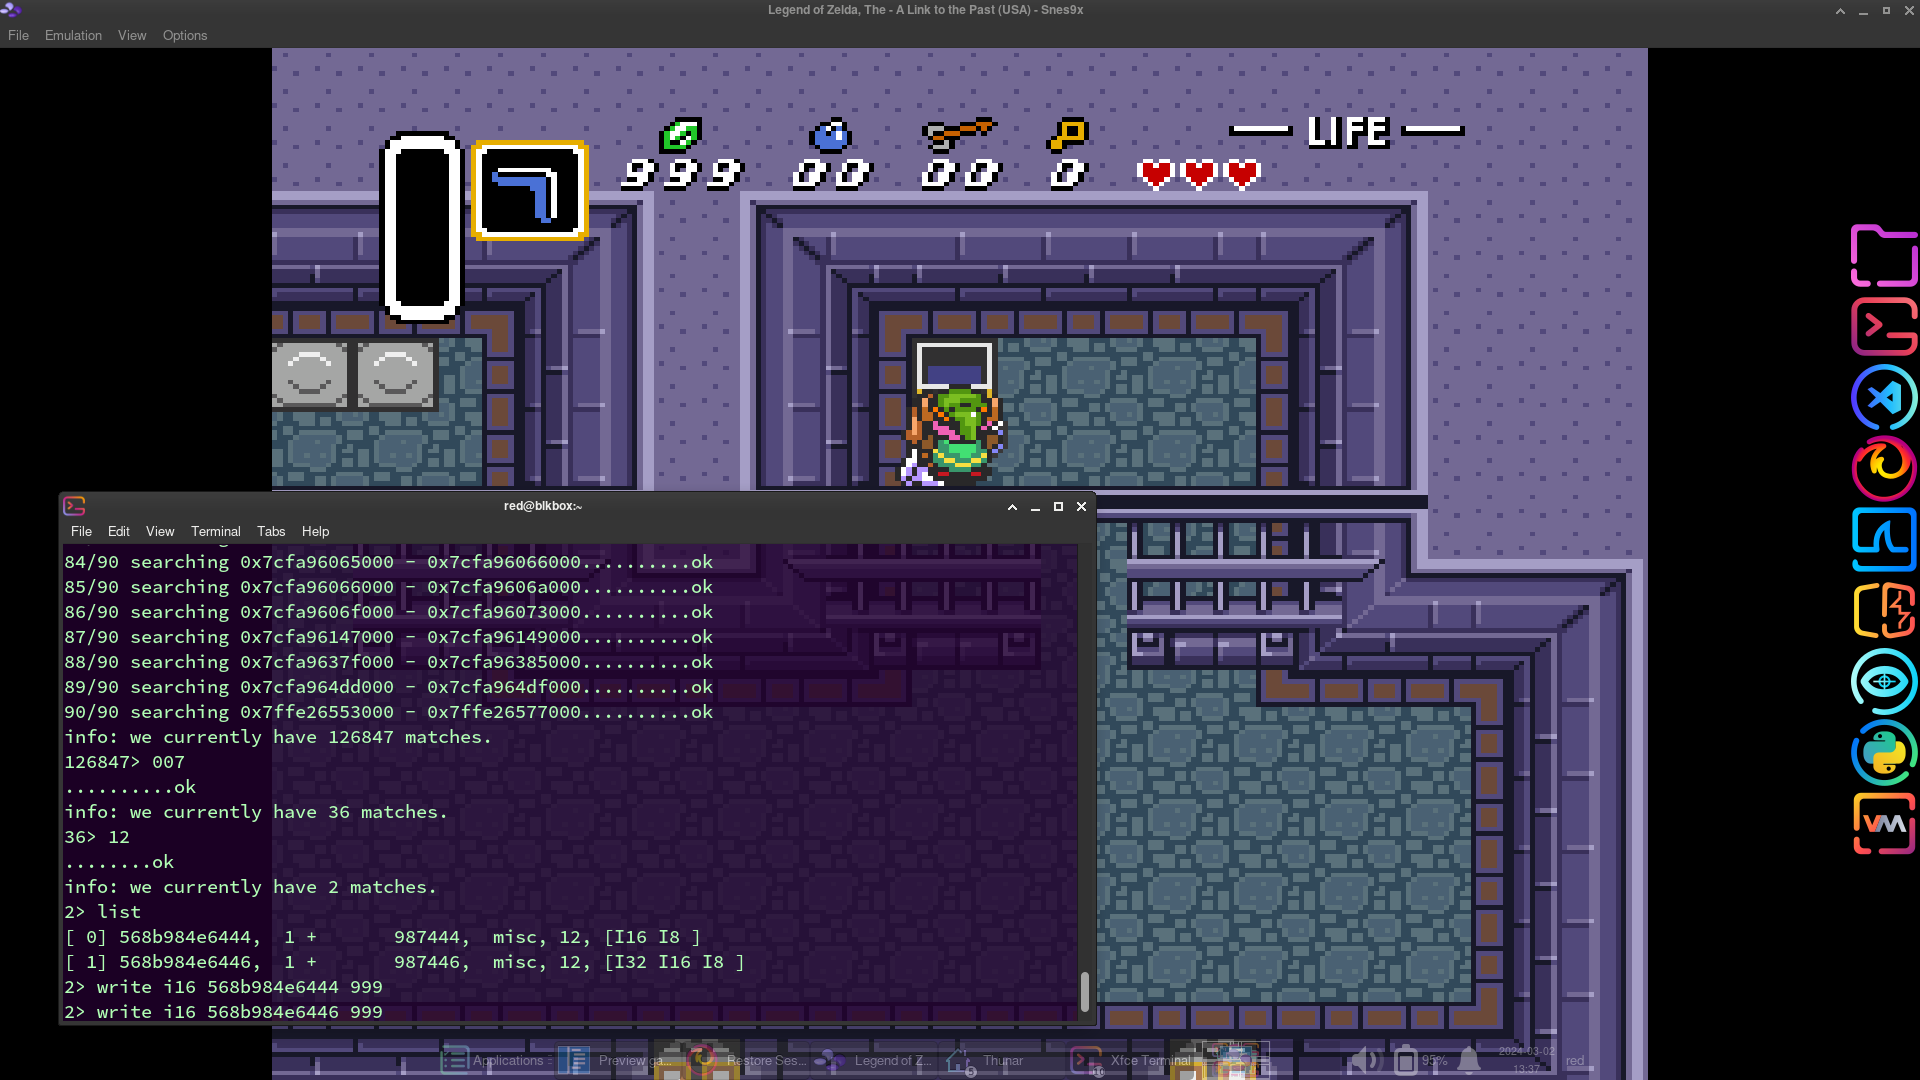 Legend of Zelda, The - A Link to the Past (USA) - Snes9x
File Emulation View Options
LIFE
999 00 00 0
red@blkbox:~
File Edit View Terminal Tabs Help
84/90 searching 0x7cfa96065000 - 0x7cfa96066000..........ok
85/90 searching 0x7cfa96066000 - 0x7cfa9606a000..........ok
86/90 searching 0x7cfa9606f000 - 0x7cfa96073000..........ok
87/90 searching 0x7cfa96147000 - 0x7cfa96149000..........ok
88/90 searching 0x7cfa9637f000 - 0x7cfa96385000..........ok
89/90 searching 0x7cfa964dd000 - 0x7cfa964df000..........ok
90/90 searching 0x7ffe26553000 - 0x7ffe26577000..........ok
info: we currently have 126847 matches.
126847> 007
..........ok
info: we currently have 36 matches.
36> 12
........ok
info: we currently have 2 matches.
2> list
[ 0] 568b984e6444,  1 +       987444,  misc, 12, [I16 I8 ]
[ 1] 568b984e6446,  1 +       987446,  misc, 12, [I32 I16 I8 ]
2> write i16 568b984e6444 999
2> write i16 568b984e6446 999
VM
Applications Preview ga... Restore Ses... Legend of Z... 5 Thunar Xfce Terminal 95% 2024-03-02 red
13:37